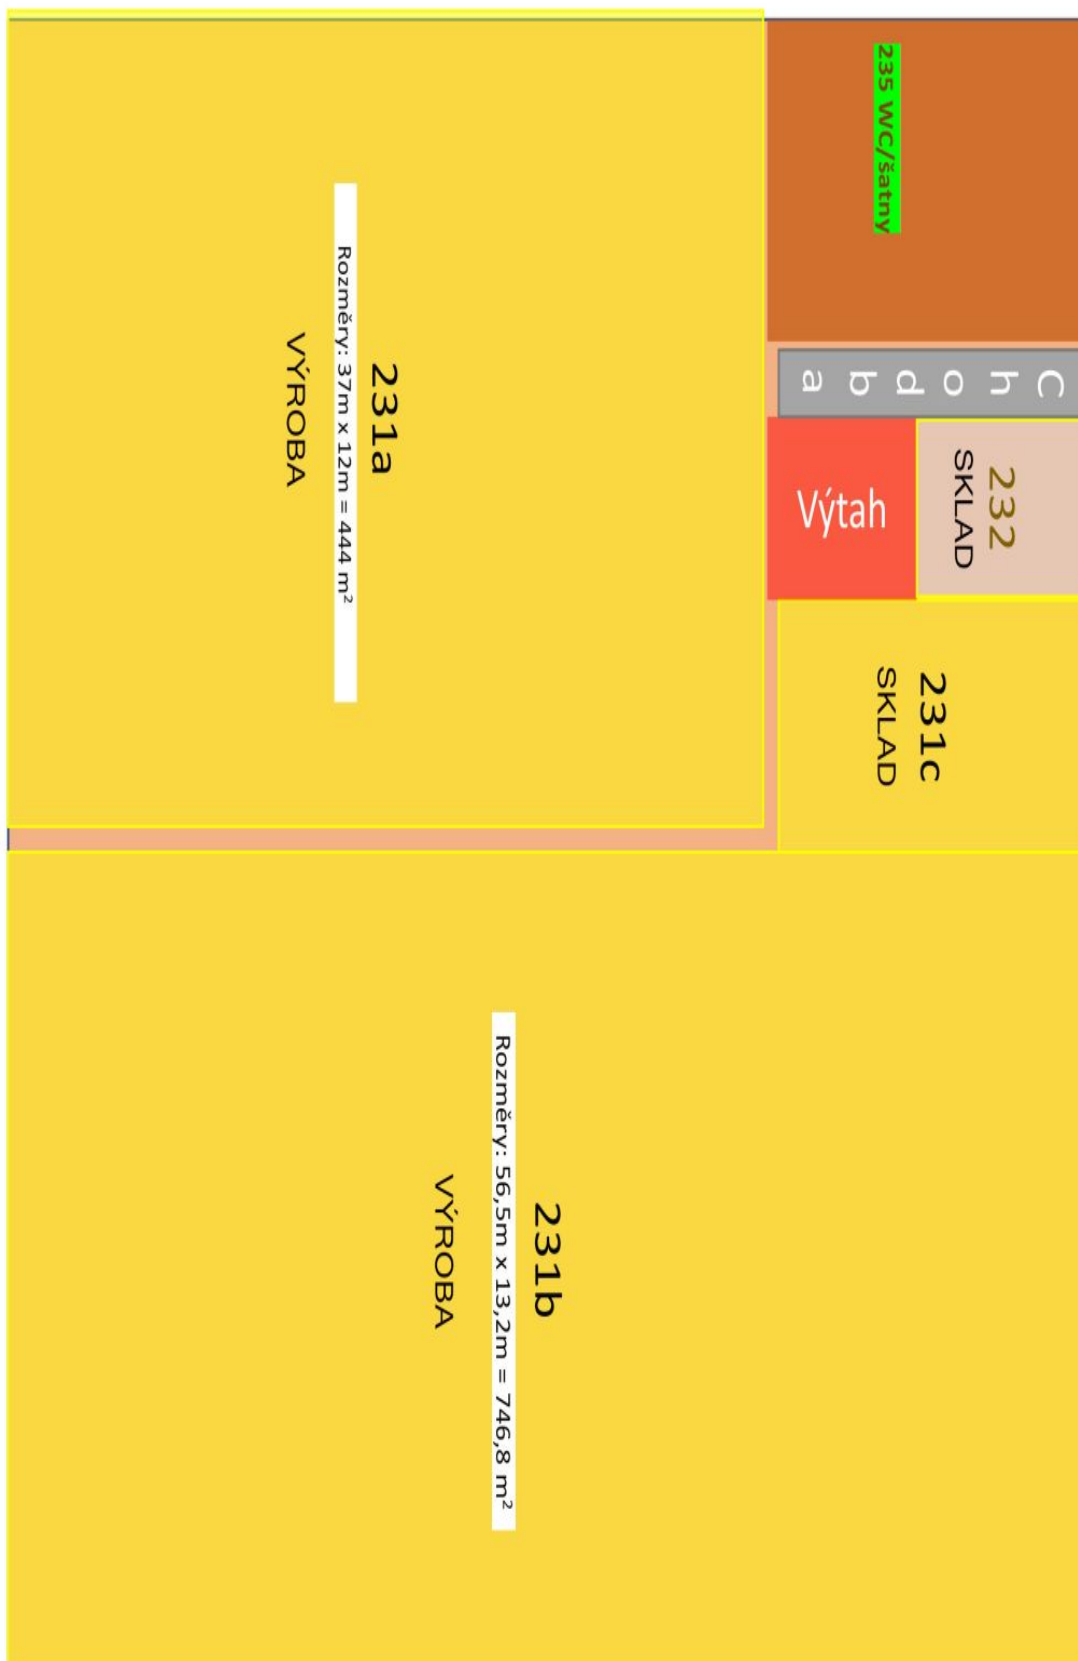 235 WC/šatny
Chodba
232
SKLAD
Výtah
231c
SKLAD
231a
Rozměry: 37m x 12m = 444 m²
VÝROBA
231b
Rozměry: 56,5m x 13,2m = 746,8 m²
VÝROBA